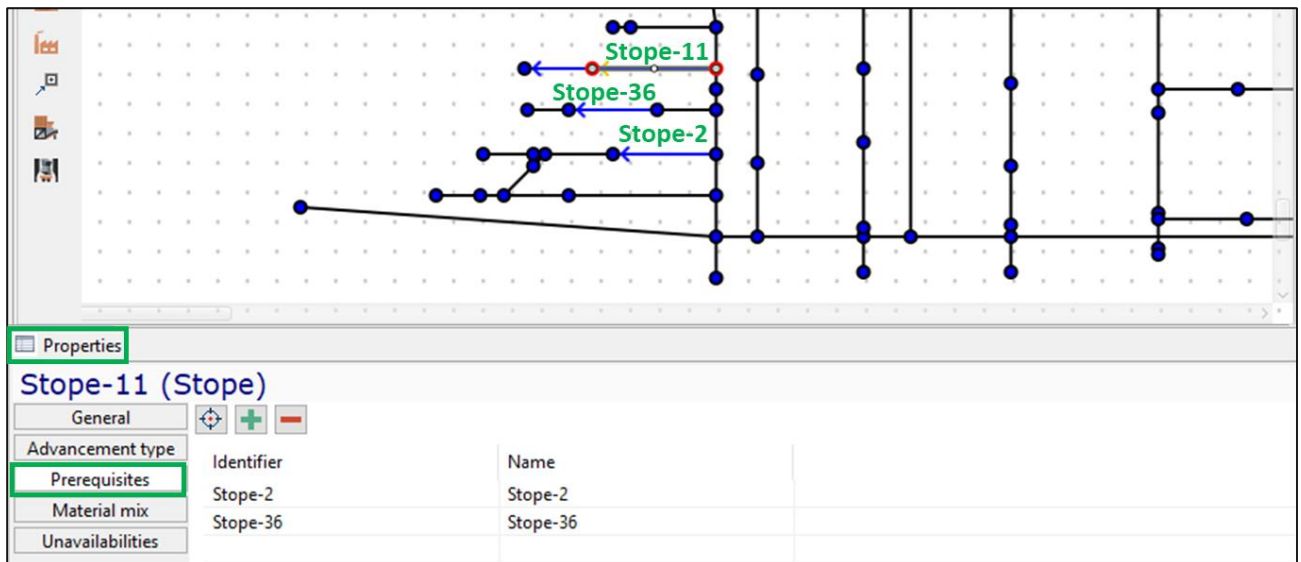 Stope-11
Stope-36
Stope-2
Properties
Stope-11 (Stope)
General
Advancement type
Identifier Name
Prerequisites
Stope-2 Stope-2
Material mix
Stope-36 Stope-36
Unavailabilities